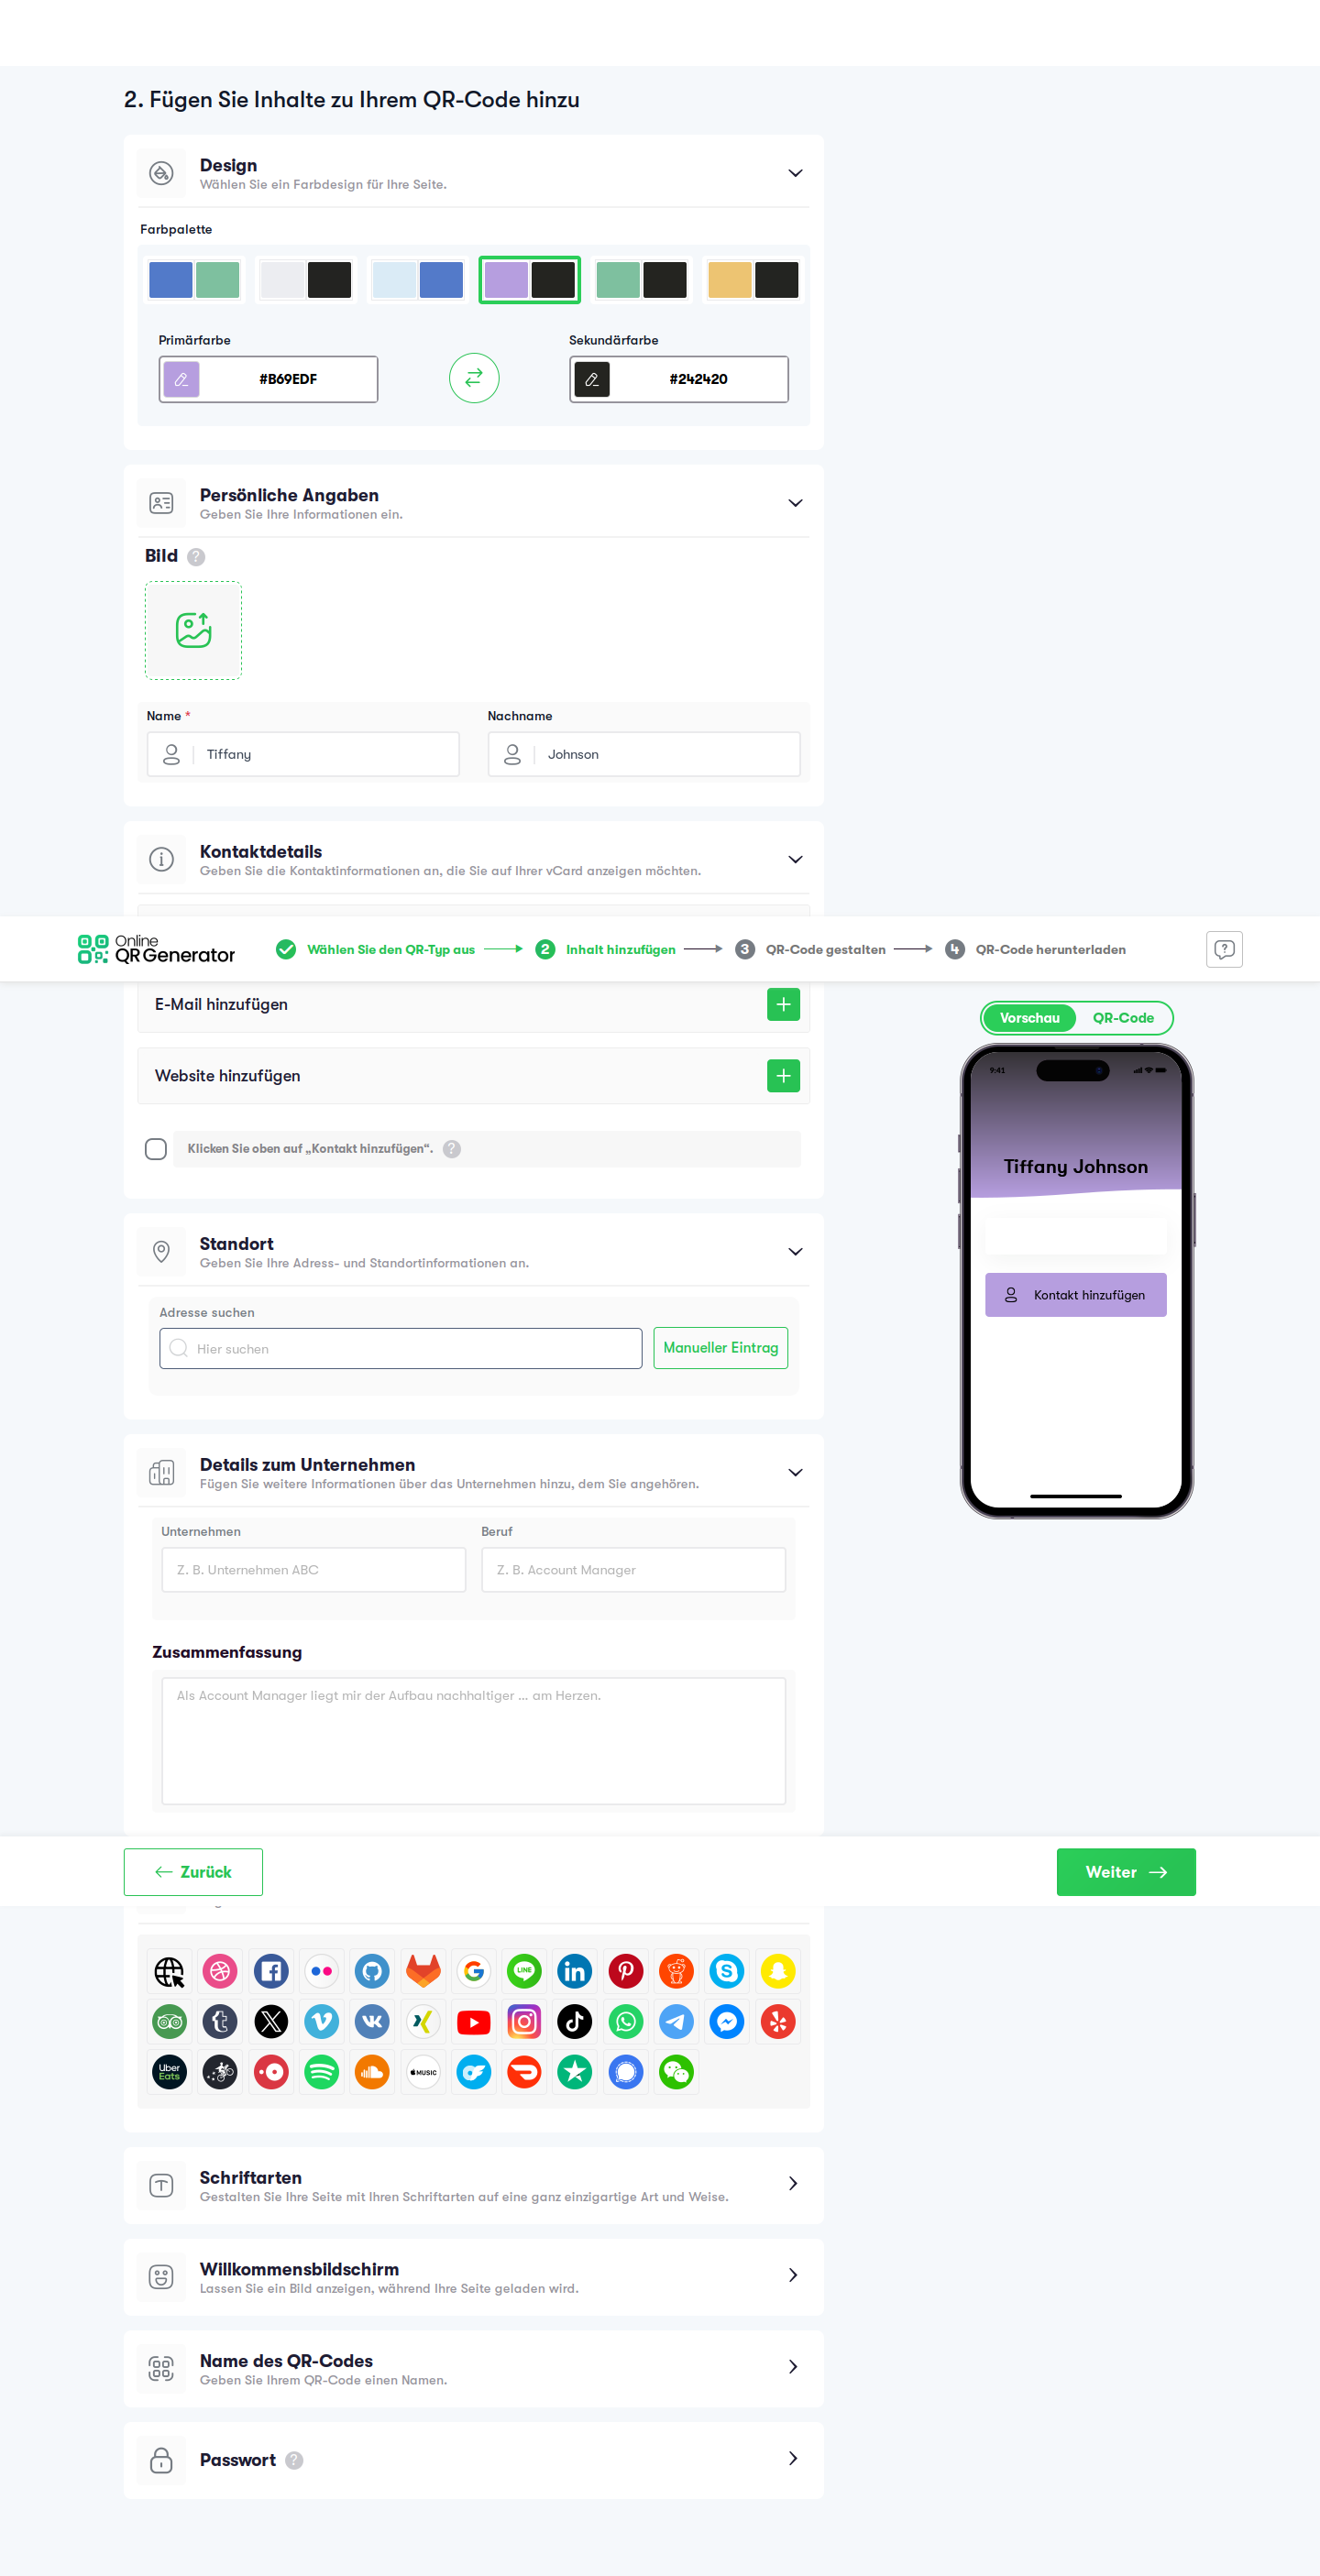 2. Fügen Sie Inhalte zu Ihrem QR-Code hinzu
Design
Wählen Sie ein Farbdesign für Ihre Seite.
Farbpalette
Primärfarbe
Sekundärfarbe
#B69EDF
#242420
Persönliche Angaben
Geben Sie Ihre Informationen ein.
Bild ?
Name *
Nachname
Tiffany
Johnson
Kontaktdetails
Geben Sie die Kontaktinformationen an, die Sie auf Ihrer vCard anzeigen möchten.
Online
QR Generator
Wählen Sie den QR-Typ aus
2 Inhalt hinzufügen
3 QR-Code gestalten
4 QR-Code herunterladen
E-Mail hinzufügen
Website hinzufügen
Klicken Sie oben auf „Kontakt hinzufügen“. ?
Vorschau
QR-Code
9:41
Tiffany Johnson
Kontakt hinzufügen
Standort
Geben Sie Ihre Adress- und Standortinformationen an.
Adresse suchen
Hier suchen
Manueller Eintrag
Details zum Unternehmen
Fügen Sie weitere Informationen über das Unternehmen hinzu, dem Sie angehören.
Unternehmen
Beruf
Z. B. Unternehmen ABC
Z. B. Account Manager
Zusammenfassung
Als Account Manager liegt mir der Aufbau nachhaltiger ... am Herzen.
Zurück
Weiter
LINE
Uber
Eats
MUSIC
Schriftarten
Gestalten Sie Ihre Seite mit Ihren Schriftarten auf eine ganz einzigartige Art und Weise.
Willkommensbildschirm
Lassen Sie ein Bild anzeigen, während Ihre Seite geladen wird.
Name des QR-Codes
Geben Sie Ihrem QR-Code einen Namen.
Passwort ?